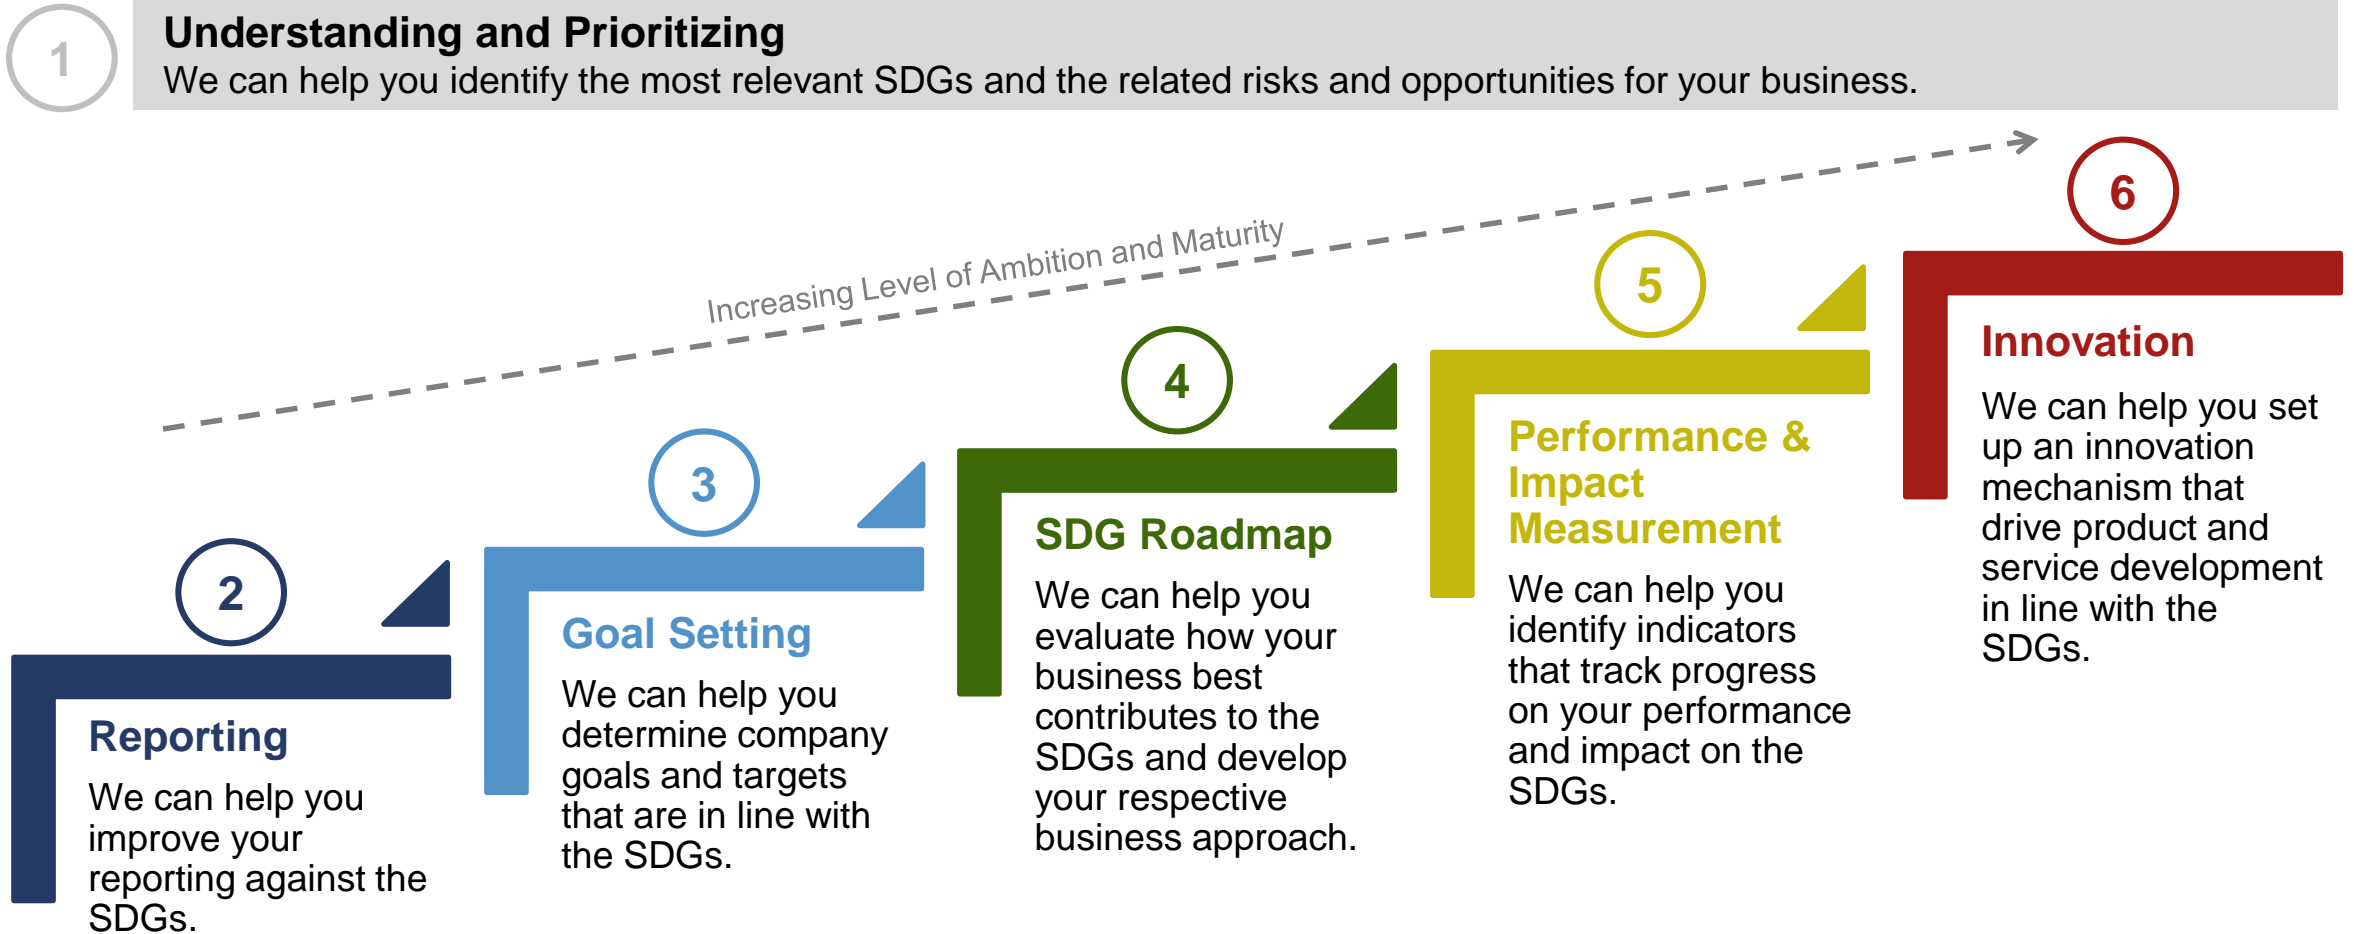 1
Understanding and Prioritizing
We can help you identify the most relevant SDGs and the related risks and opportunities for your business.
Increasing Level of Ambition and Maturity
2
Reporting
We can help you
improve your
reporting against the
SDGs.
3
Goal Setting
We can help you
determine company
goals and targets
that are in line with
the SDGs.
4
SDG Roadmap
We can help you
evaluate how your
business best
contributes to the
SDGs and develop
your respective
business approach.
5
Performance &
Impact
Measurement
We can help you
identify indicators
that track progress
on your performance
and impact on the
SDGs.
6
Innovation
We can help you set
up an innovation
mechanism that
drive product and
service development
in line with the
SDGs.